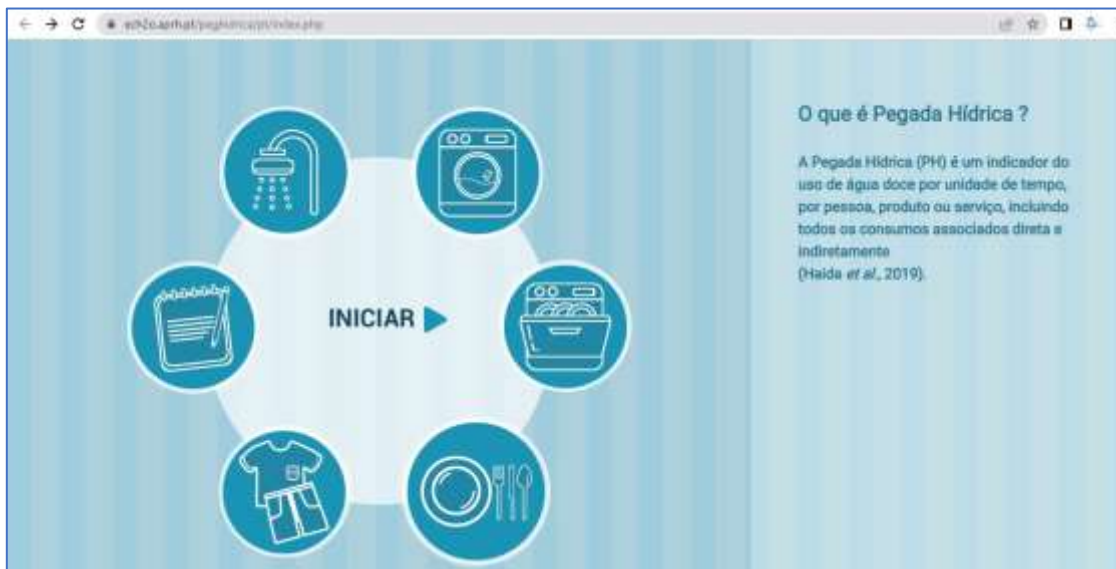 INICIAR
O que é Pegada Hídrica ?
A Pegada Hídrica (PH) é um indicador do
uso de água doce por unidade de tempo,
por pessoa, produto ou serviço, incluindo
todos os consumos associados direta e
indiretamente
(Haida et al., 2019).